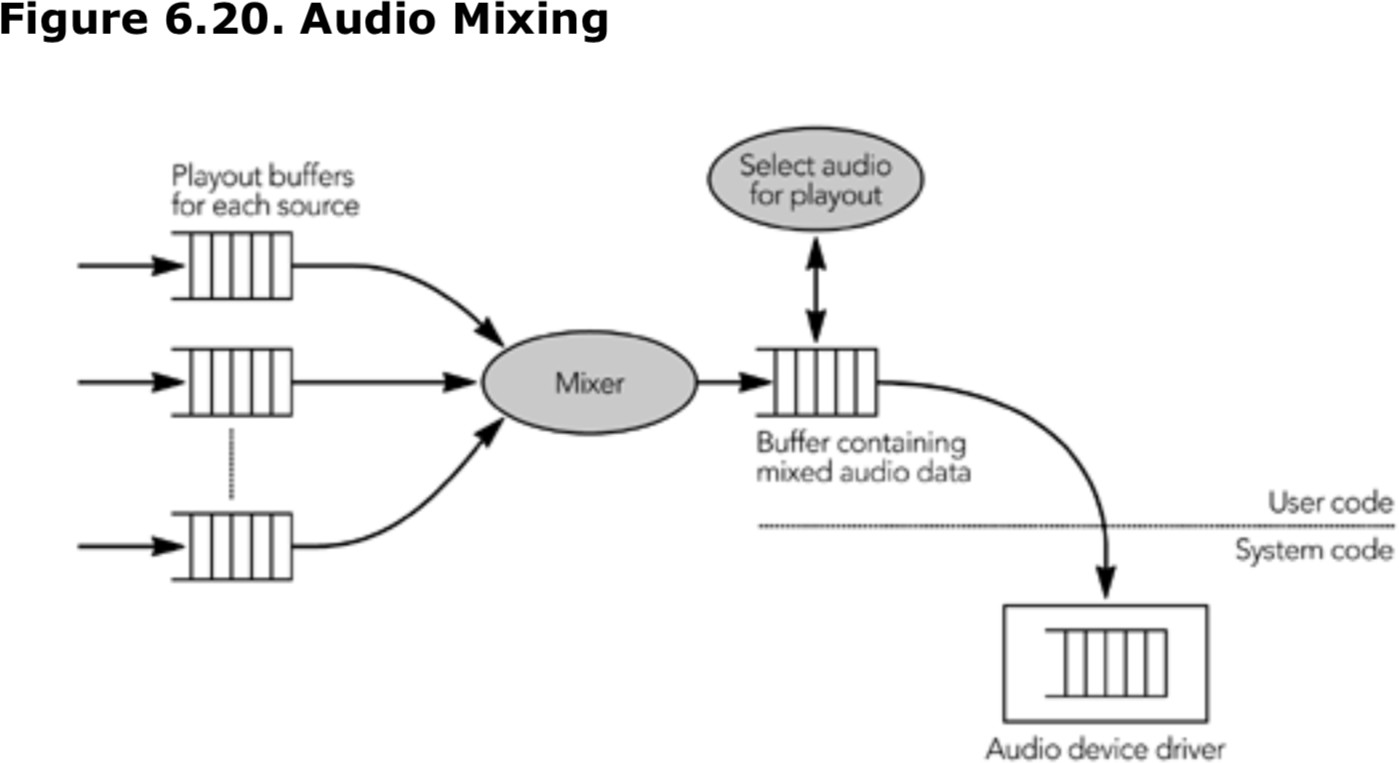 Figure 6.20. Audio Mixing
Playout buffers
for each source
Select audio
for playout
Mixer
Buffer containing
mixed audio data
User code
System code
Audio device driver